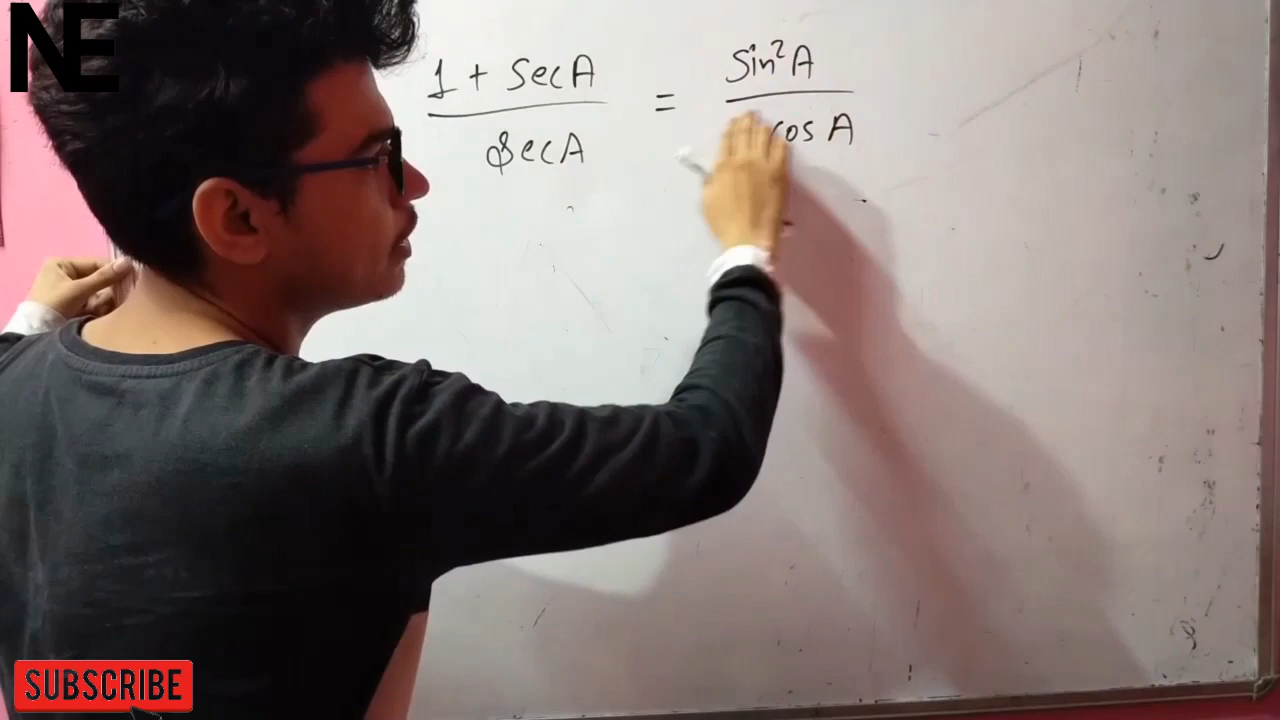 NE
1 + SecA = Sin²A
SecA cos A
SUBSCRIBE